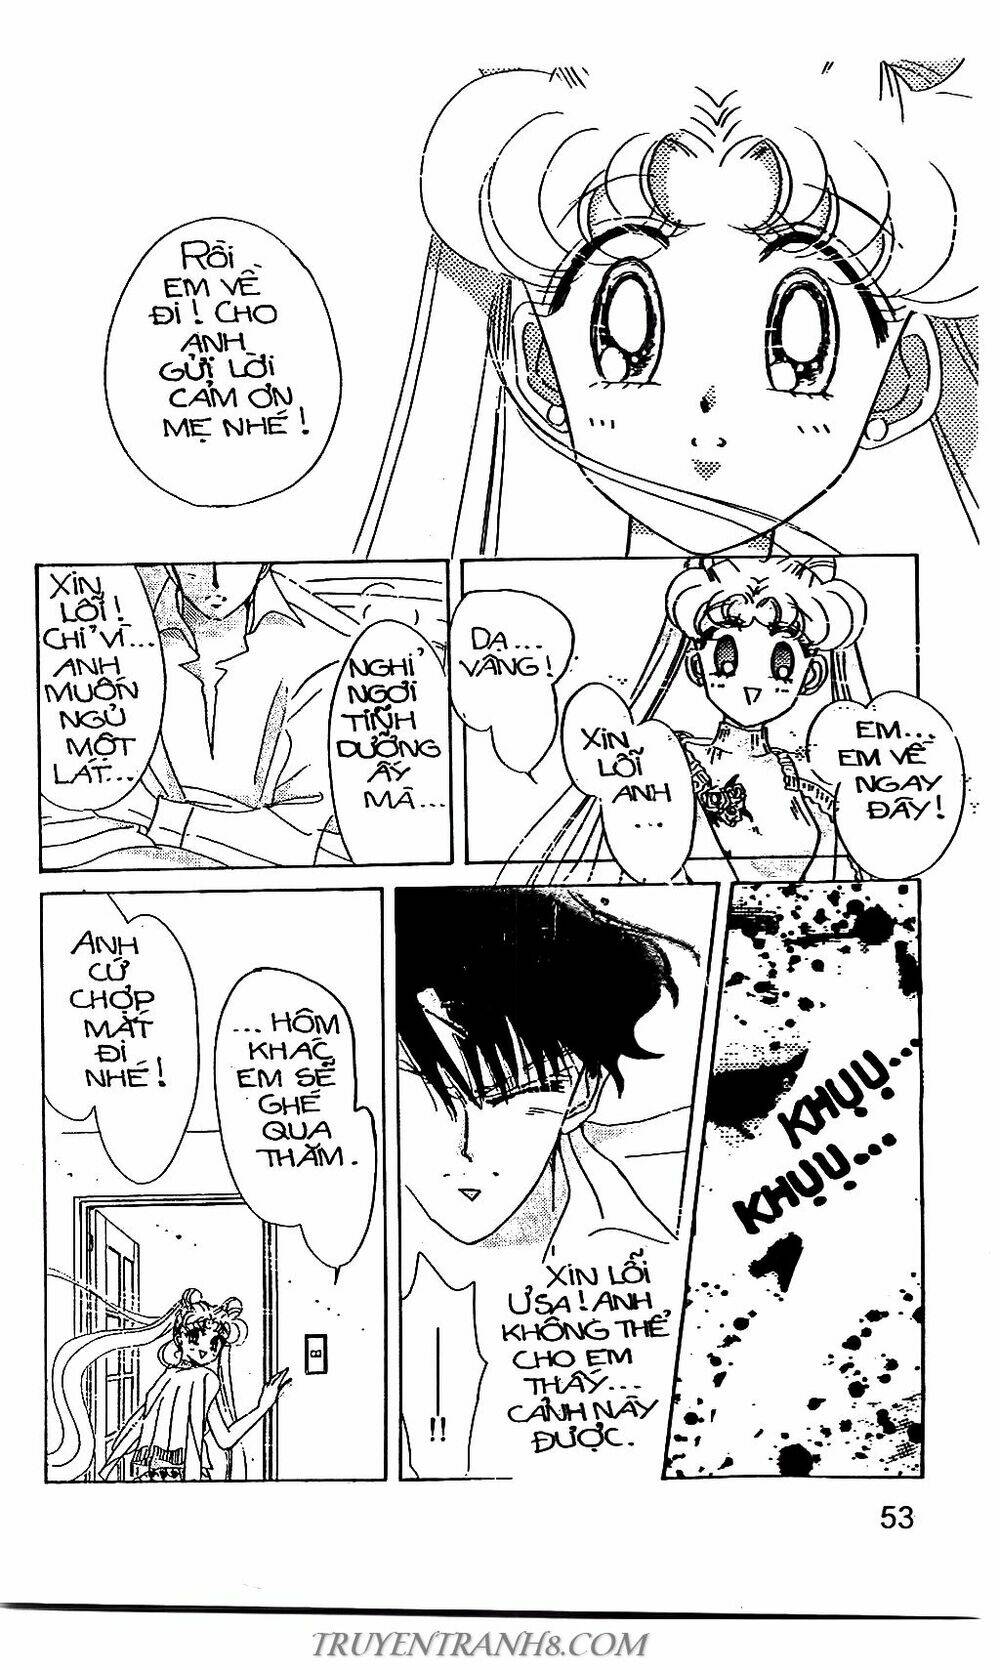 RỒI
EM VỀ
ĐI! CHO
ANH
GỬI LỜI
CẢM ƠN
MẸ NHÉ!
XIN
LỖI!
CHỈ VÌ...
ANH
MUỐN
NGỦ
MỘT
LÁT...
NGHỈ
NGƠI
TĨNH
DƯỠNG
ẤY
MÀ...
DẠ...
VÂNG!
XIN
LỖI
ANH
...
EM...
EM VỀ
NGAY
ĐÂY!
ANH
CỨ
CHỢP
MẮT
ĐI
NHÉ!
...HÔM
KHÁC
EM SẼ
GHÉ
QUA
THĂM.
!!
XIN LỖI
ƯSA! ANH
KHÔNG THỂ
CHO EM
THẤY...
CẢNH NÀY
ĐƯỢC.
KHỤỤ...
KHỤỤ...
53
TRUYENTRANH8.COM